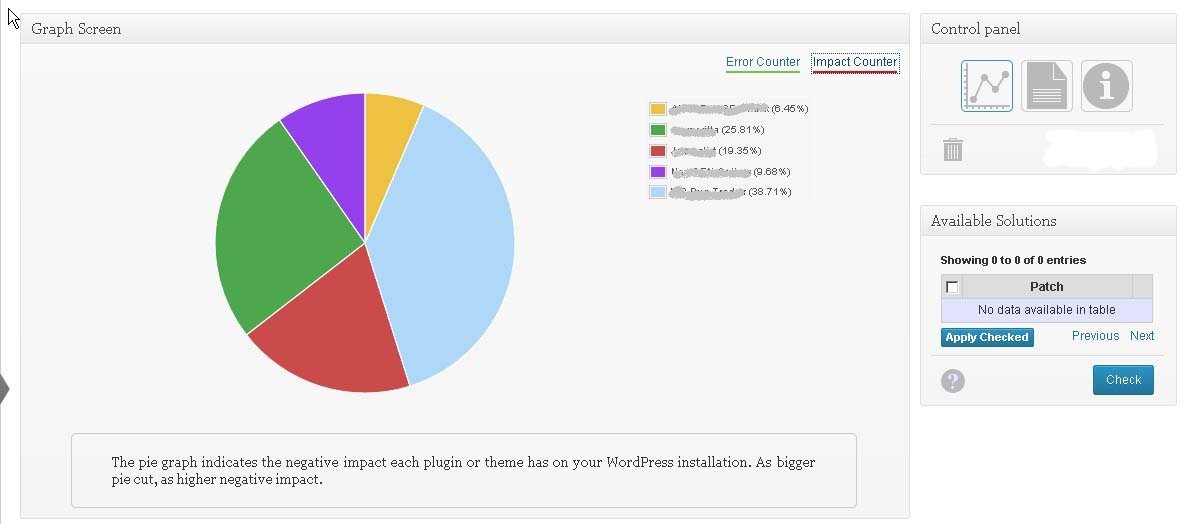 Graph Screen
Error Counter
Impact Counter
(6.45%)
(25.81%)
(19.35%)
(9.68%)
(38.71%)
The pie graph indicates the negative impact each plugin or theme has on your WordPress installation. As bigger
pie cut, as higher negative impact.
Control panel
Available Solutions
Showing 0 to 0 of 0 entries
Patch
No data available in table
Apply Checked
Previous Next
?
Check